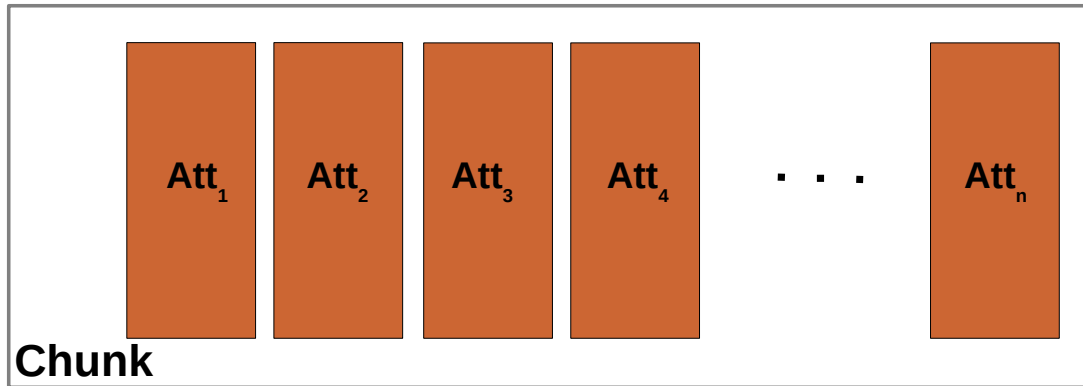 Att₁ Att₂ Att₃ Att₄ . . . Attₙ
Chunk